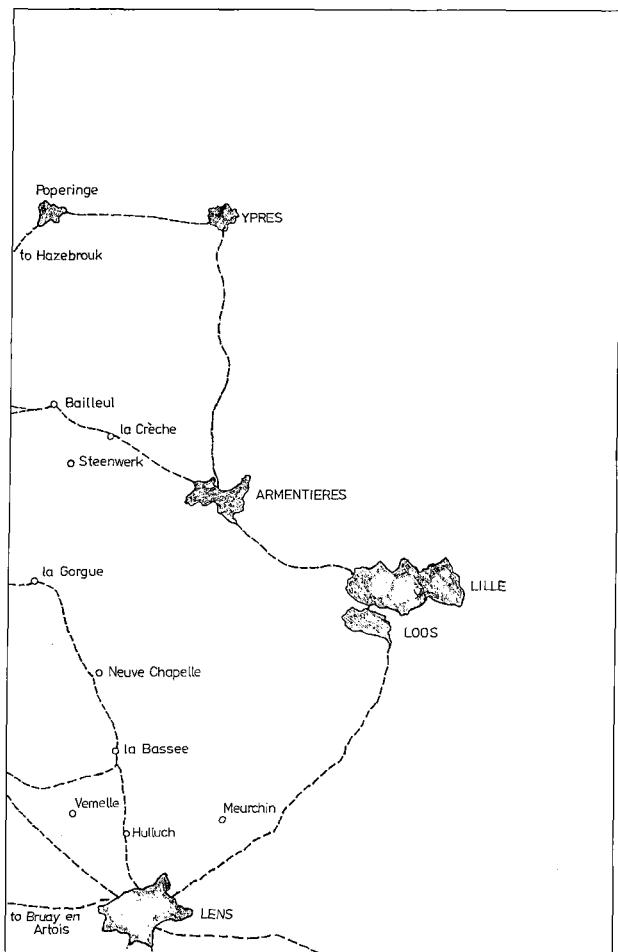 Poperinge
YPRES
to Hazebrouk
Bailleul
la Crèche
Steenwerk
ARMENTIERES
la Gorgue
LILLE
LOOS
Neuve Chapelle
la Bassee
Vemelle
Meurchin
Hulluch
LENS
to Bruay en
Artois